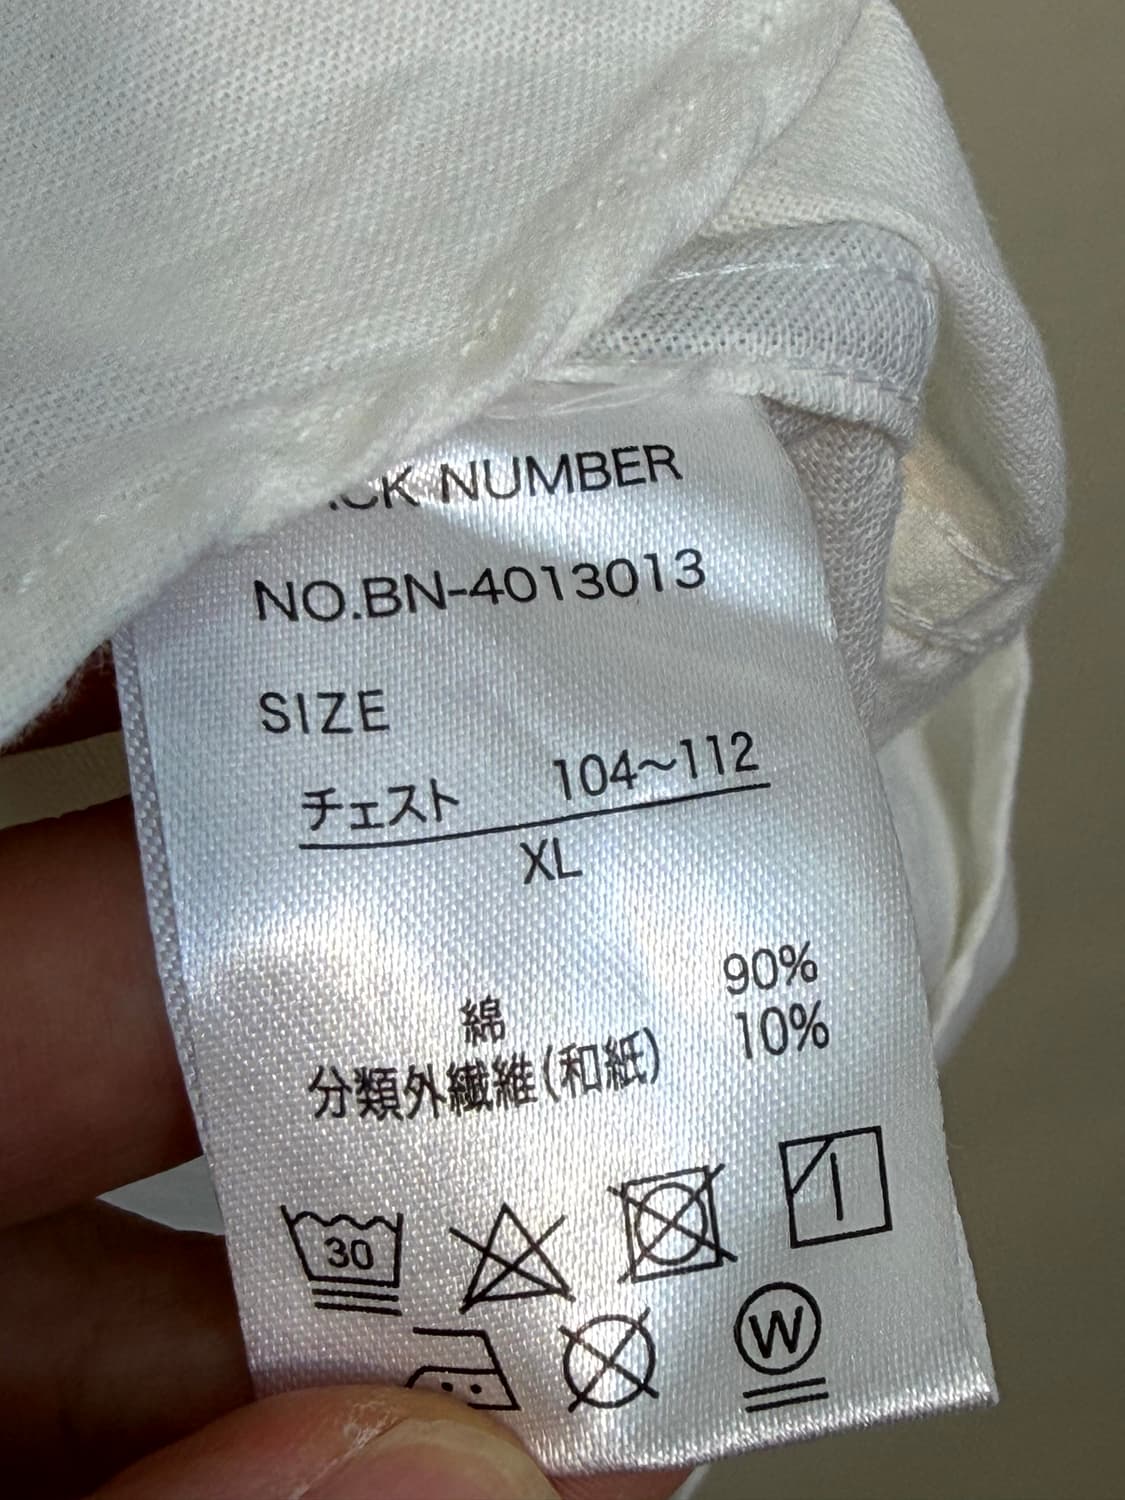 NUMBER
NO.BN-4013013
SIZE
チェスト 104〜112
XL
綿 90%
分類外繊維(和紙) 10%
30
W